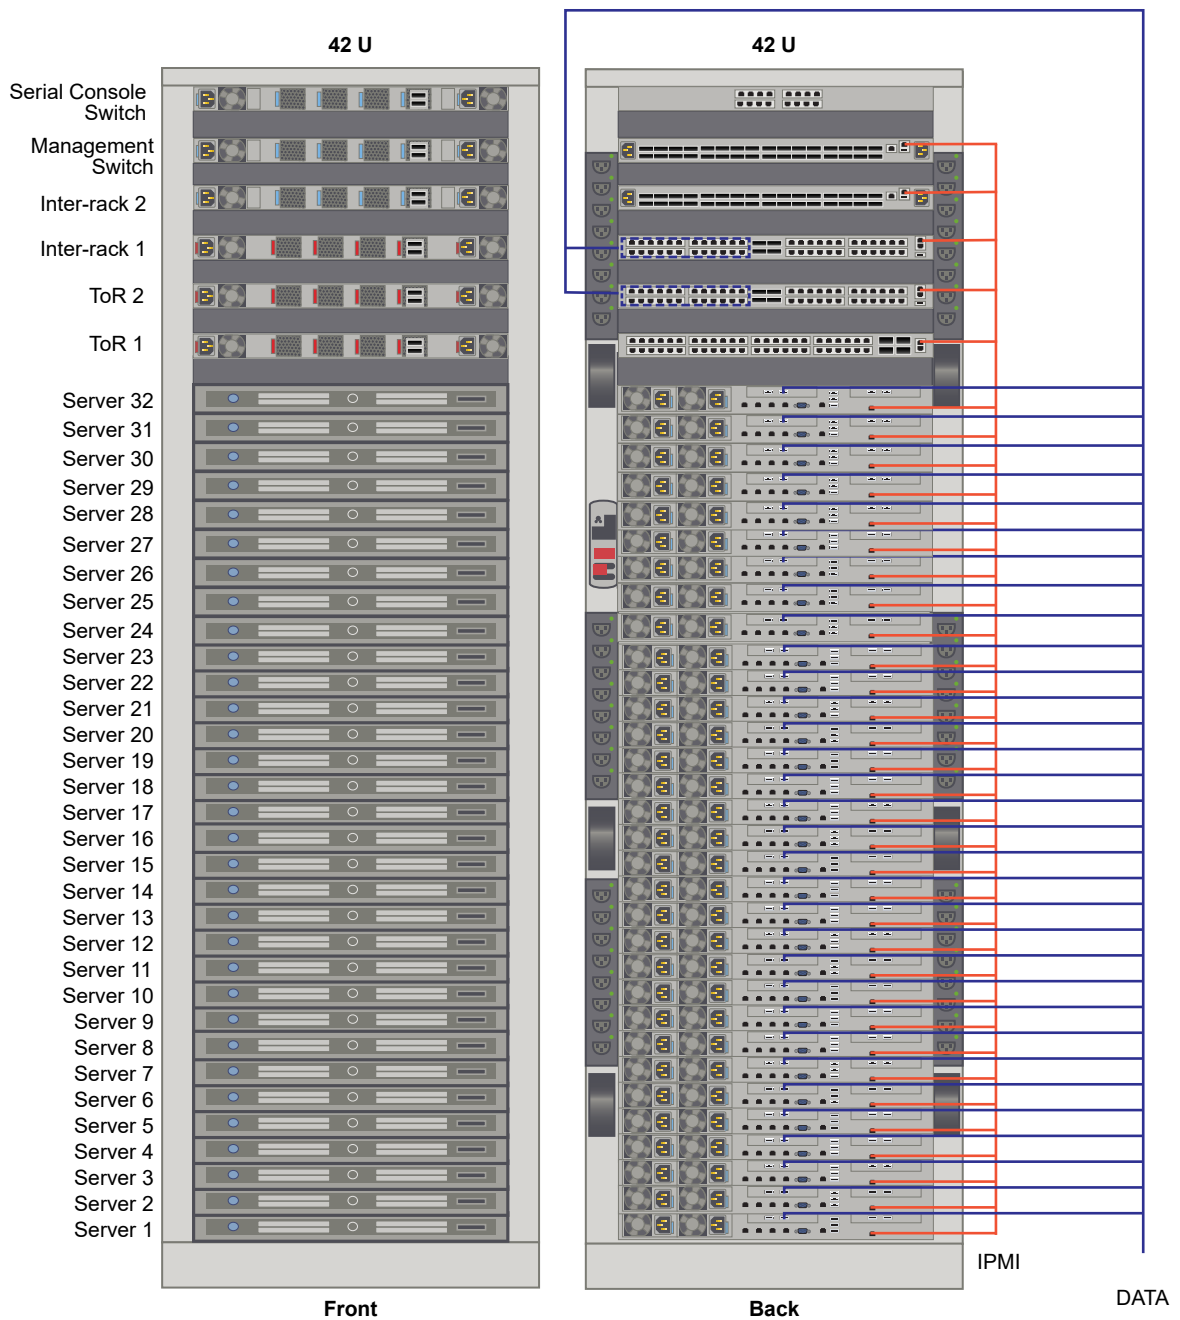 42 U
42 U
Serial Console
Switch
Management
Switch
Inter-rack 2
Inter-rack 1
ToR 2
ToR 1
Server 32
Server 31
Server 30
Server 29
Server 28
Server 27
Server 26
Server 25
Server 24
Server 23
Server 22
Server 21
Server 20
Server 19
Server 18
Server 17
Server 16
Server 15
Server 14
Server 13
Server 12
Server 11
Server 10
Server 9
Server 8
Server 7
Server 6
Server 5
Server 4
Server 3
Server 2
Server 1
IPMI
DATA
Front
Back